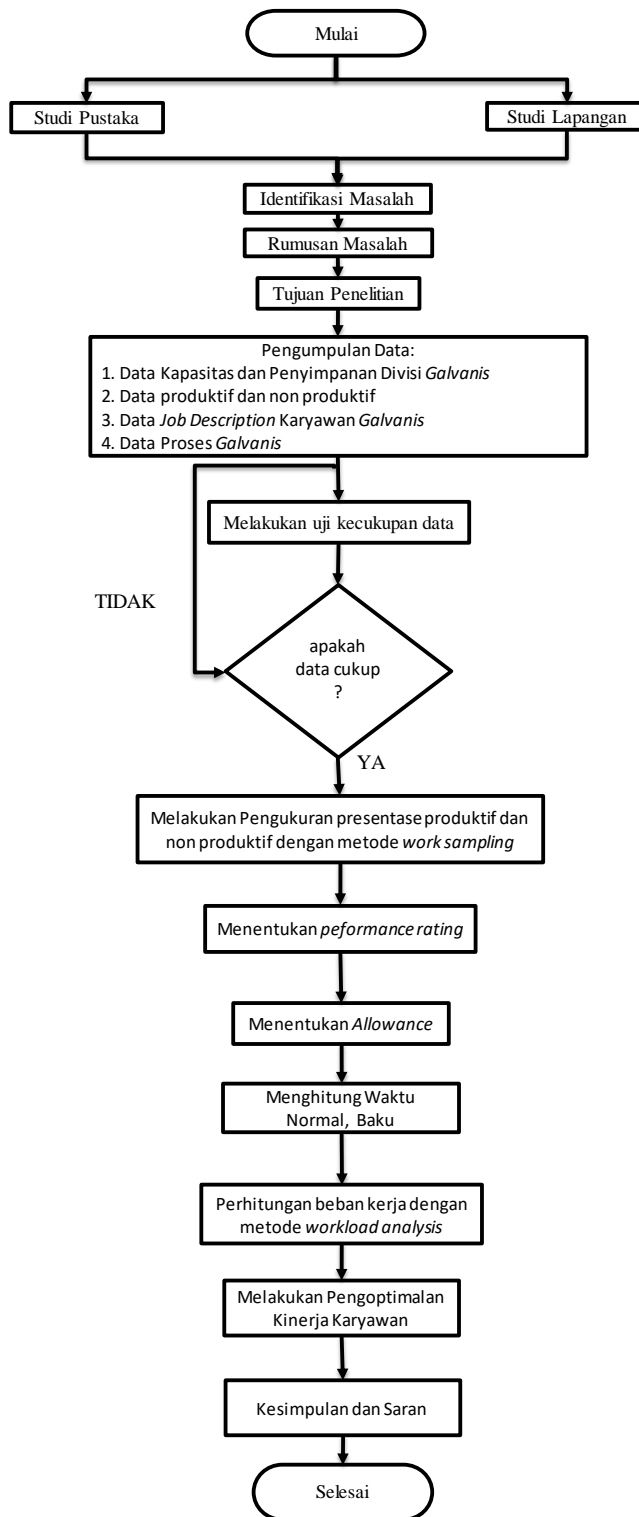 Mulai
Studi Pustaka
Studi Lapangan
Identifikasi Masalah
Rumusan Masalah
Tujuan Penelitian
Pengumpulan Data:
1. Data Kapasitas dan Penyimpanan Divisi Galvanis
2. Data produktif dan non produktif
3. Data Job Description Karyawan Galvanis
4. Data Proses Galvanis
Melakukan uji kecukupan data
TIDAK
apakah
data cukup
?
YA
Melakukan Pengukuran presentase produktif dan
non produktif dengan metode work sampling
Menentukan peformance rating
Menentukan Allowance
Menghitung Waktu
Normal, Baku
Perhitungan beban kerja dengan
metode workload analysis
Melakukan Pengoptimalan
Kinerja Karyawan
Kesimpulan dan Saran
Selesai